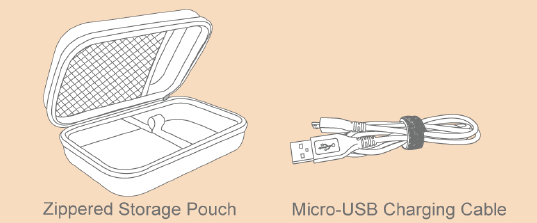 Zippered Storage Pouch
Micro-USB Charging Cable